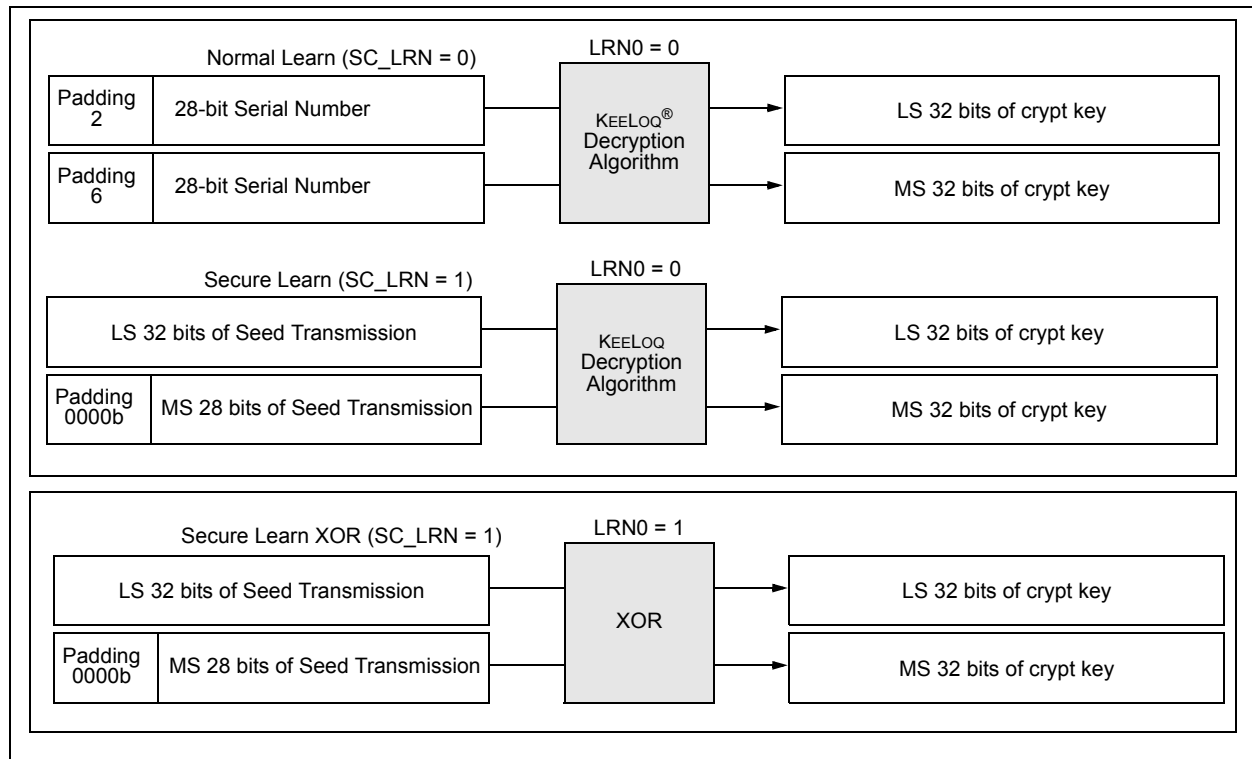 Normal Learn (SC_LRN = 0)
LRN0 = 0
Padding
2
28-bit Serial Number
KEELOQ®
Decryption
Algorithm
LS 32 bits of crypt key
Padding
6
28-bit Serial Number
MS 32 bits of crypt key
Secure Learn (SC_LRN = 1)
LRN0 = 0
LS 32 bits of Seed Transmission
KEELOQ
Decryption
Algorithm
LS 32 bits of crypt key
Padding
0000b
MS 28 bits of Seed Transmission
MS 32 bits of crypt key
Secure Learn XOR (SC_LRN = 1)
LRN0 = 1
LS 32 bits of Seed Transmission
XOR
LS 32 bits of crypt key
Padding
0000b
MS 28 bits of Seed Transmission
MS 32 bits of crypt key